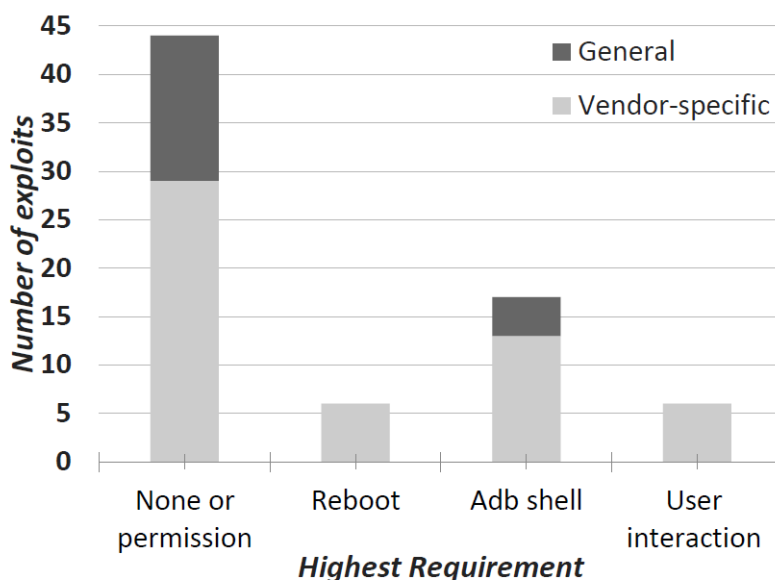 Number of exploits
45
40
35
30
25
20
15
10
5
0
General
Vendor-specific
None or
permission
Reboot
Adb shell
User
interaction
Highest Requirement